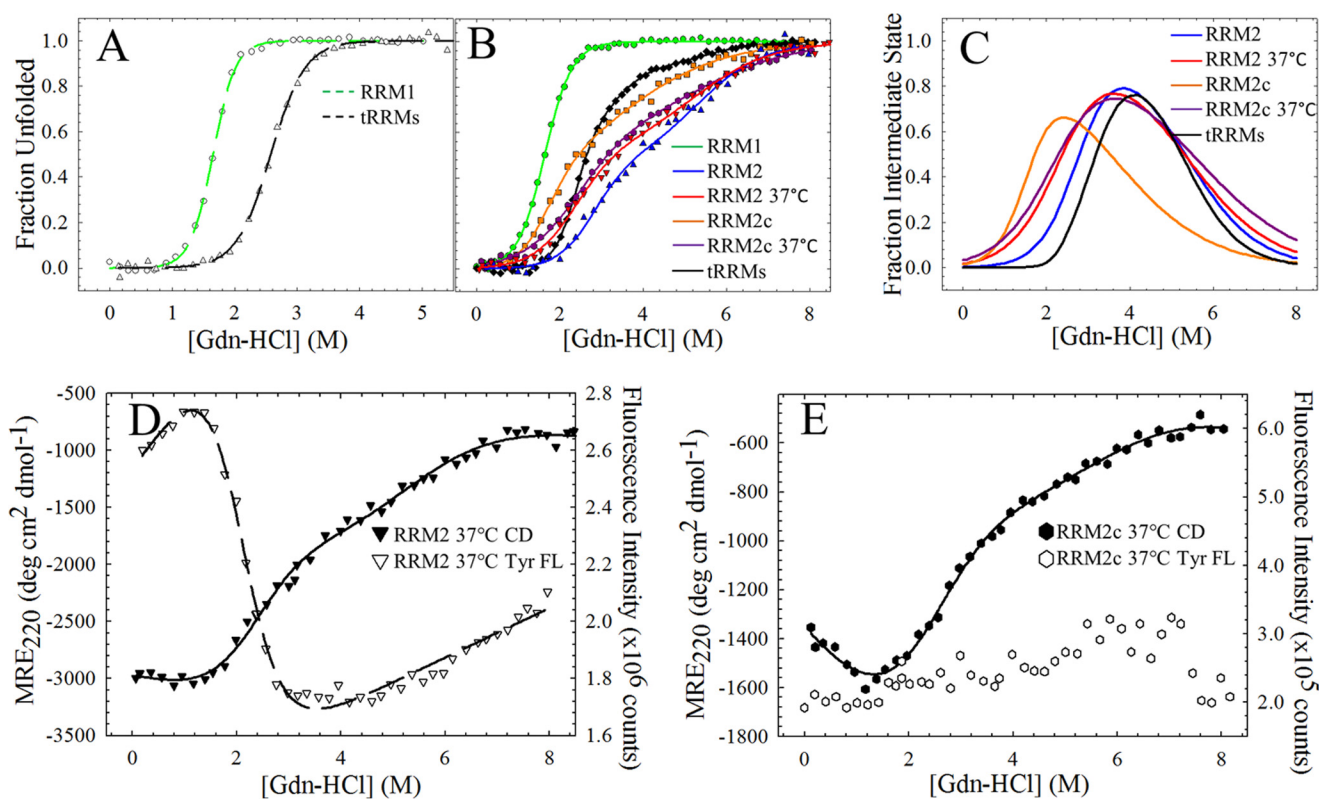 A
Fraction Unfolded
1.0
0.8
0.6
0.4
0.2
0.0
RRM1
tRRMs
0 1 2 3 4 5
[Gdn-HCl] (M)
B
RRM1
RRM2
RRM2 37°C
RRM2c
RRM2c 37°C
tRRMs
0 2 4 6 8
[Gdn-HCl] (M)
C
Fraction Intermediate State
1.0
0.8
0.6
0.4
0.2
0.0
RRM2
RRM2 37°C
RRM2c
RRM2c 37°C
tRRMs
0 2 4 6 8
[Gdn-HCl] (M)
D
MRE220 (deg cm2 dmol-1)
-500
-1000
-1500
-2000
-2500
-3000
-3500
RRM2 37°C CD
RRM2 37°C Tyr FL
2.8
2.6
2.4
2.2
2.0
1.8
1.6
Fluorescence Intensity (x106 counts)
0 2 4 6 8
[Gdn-HCl] (M)
E
MRE220 (deg cm2 dmol-1)
-600
-800
-1000
-1200
-1400
-1600
-1800
RRM2c 37°C CD
RRM2c 37°C Tyr FL
6.0
5.0
4.0
3.0
2.0
Fluorescence Intensity (x105 counts)
0 2 4 6 8
[Gdn-HCl] (M)